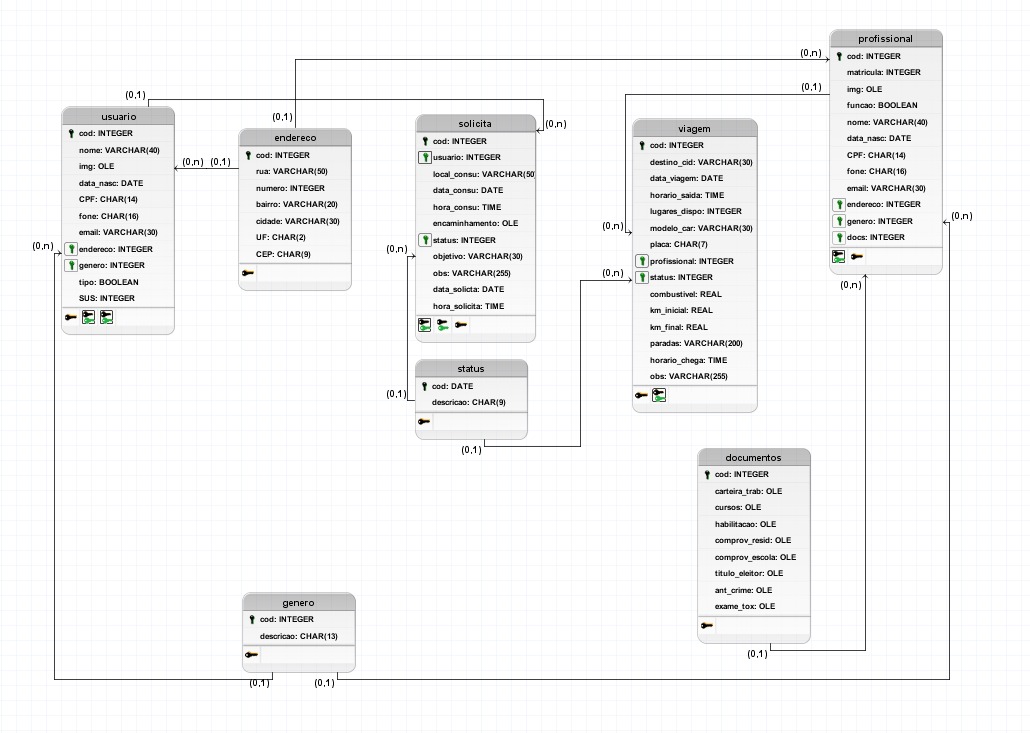 profissional
cod: INTEGER
matricula: INTEGER
img: OLE
funcao: BOOLEAN
nome: VARCHAR(40)
data_nasc: DATE
CPF: CHAR(14)
fone: CHAR(16)
email: VARCHAR(30)
endereco: INTEGER
genero: INTEGER
docs: INTEGER
(0,n)
(0,1)
(0,n)
(0,n)
usuario
cod: INTEGER
nome: VARCHAR(40)
img: OLE
data_nasc: DATE
CPF: CHAR(14)
fone: CHAR(16)
email: VARCHAR(30)
endereco: INTEGER
genero: INTEGER
tipo: BOOLEAN
SUS: INTEGER
(0,1)
(0,n)
(0,n)
(0,1)
(0,1)
endereco
cod: INTEGER
rua: VARCHAR(50)
numero: INTEGER
bairro: VARCHAR(20)
cidade: VARCHAR(30)
UF: CHAR(2)
CEP: CHAR(9)
solicita
cod: INTEGER
usuario: INTEGER
local_consu: VARCHAR(50)
data_consu: DATE
hora_consu: TIME
encaminhamento: OLE
status: INTEGER
objetivo: VARCHAR(30)
obs: VARCHAR(255)
data_solicta: DATE
hora_solicita: TIME
(0,n)
(0,n)
(0,1)
status
cod: DATE
descricao: CHAR(9)
(0,1)
viagem
cod: INTEGER
destino_cid: VARCHAR(30)
data_viagem: DATE
horario_saida: TIME
lugares_dispo: INTEGER
modelo_car: VARCHAR(30)
placa: CHAR(7)
profissional: INTEGER
status: INTEGER
combustivel: REAL
km_inicial: REAL
km_final: REAL
paradas: VARCHAR(200)
horario_chega: TIME
obs: VARCHAR(255)
(0,n)
(0,n)
documentos
cod: INTEGER
carteira_trab: OLE
cursos: OLE
habilitacao: OLE
comprov_resid: OLE
comprov_escola: OLE
titulo_eleitor: OLE
ant_crime: OLE
exame_tox: OLE
(0,1)
genero
cod: INTEGER
descricao: CHAR(13)
(0,1)
(0,1)